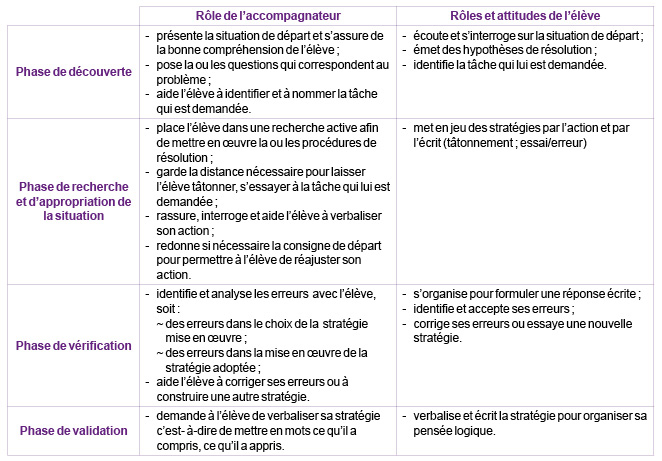 Rôle de l'accompagnateur
Rôles et attitudes de l'élève
Phase de découverte
- présente la situation de départ et s'assure de
la bonne compréhension de l'élève ;
- pose la ou les questions qui correspondent au
problème ;
- aide l'élève à identifier et à nommer la tâche
qui est demandée.
- écoute et s'interroge sur la situation de départ ;
- émet des hypothèses de résolution ;
- identifie la tâche qui lui est demandée.
Phase de recherche
et d'appropriation de
la situation
- place l'élève dans une recherche active afin
de mettre en œuvre la ou les procédures de
résolution ;
- garde la distance nécessaire pour laisser
l'élève tâtonner, s'essayer à la tâche qui lui est
demandée ;
- rassure, interroge et aide l'élève à verbaliser
son action ;
- redonne si nécessaire la consigne de départ
pour permettre à l'élève de réajuster son
action.
- met en jeu des stratégies par l'action et par
l'écrit (tâtonnement ; essai/erreur)
Phase de vérification
- identifie et analyse les erreurs avec l'élève,
soit :
~ des erreurs dans le choix de la stratégie
mise en œuvre ;
~ des erreurs dans la mise en œuvre de la
stratégie adoptée ;
- aide l'élève à corriger ses erreurs ou à
construire une autre stratégie.
- s'organise pour formuler une réponse écrite ;
- identifie et accepte ses erreurs ;
- corrige ses erreurs ou essaye une nouvelle
stratégie.
Phase de validation
- demande à l'élève de verbaliser sa stratégie
c'est- à-dire de mettre en mots ce qu'il a
compris, ce qu'il a appris.
- verbalise et écrit la stratégie pour organiser sa
pensée logique.